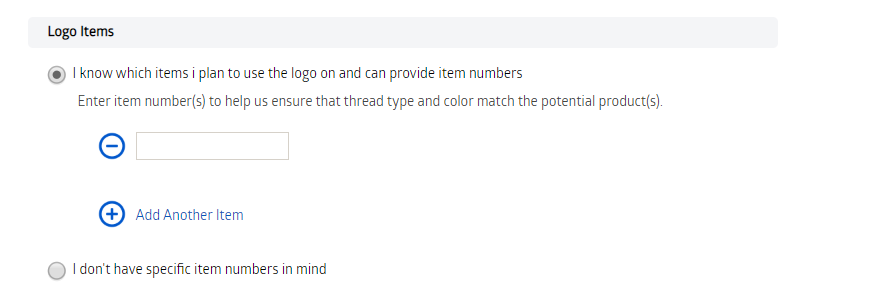 Logo Items
I know which items i plan to use the logo on and can provide item numbers
Enter item number(s) to help us ensure that thread type and color match the potential product(s).
Add Another Item
I don't have specific item numbers in mind